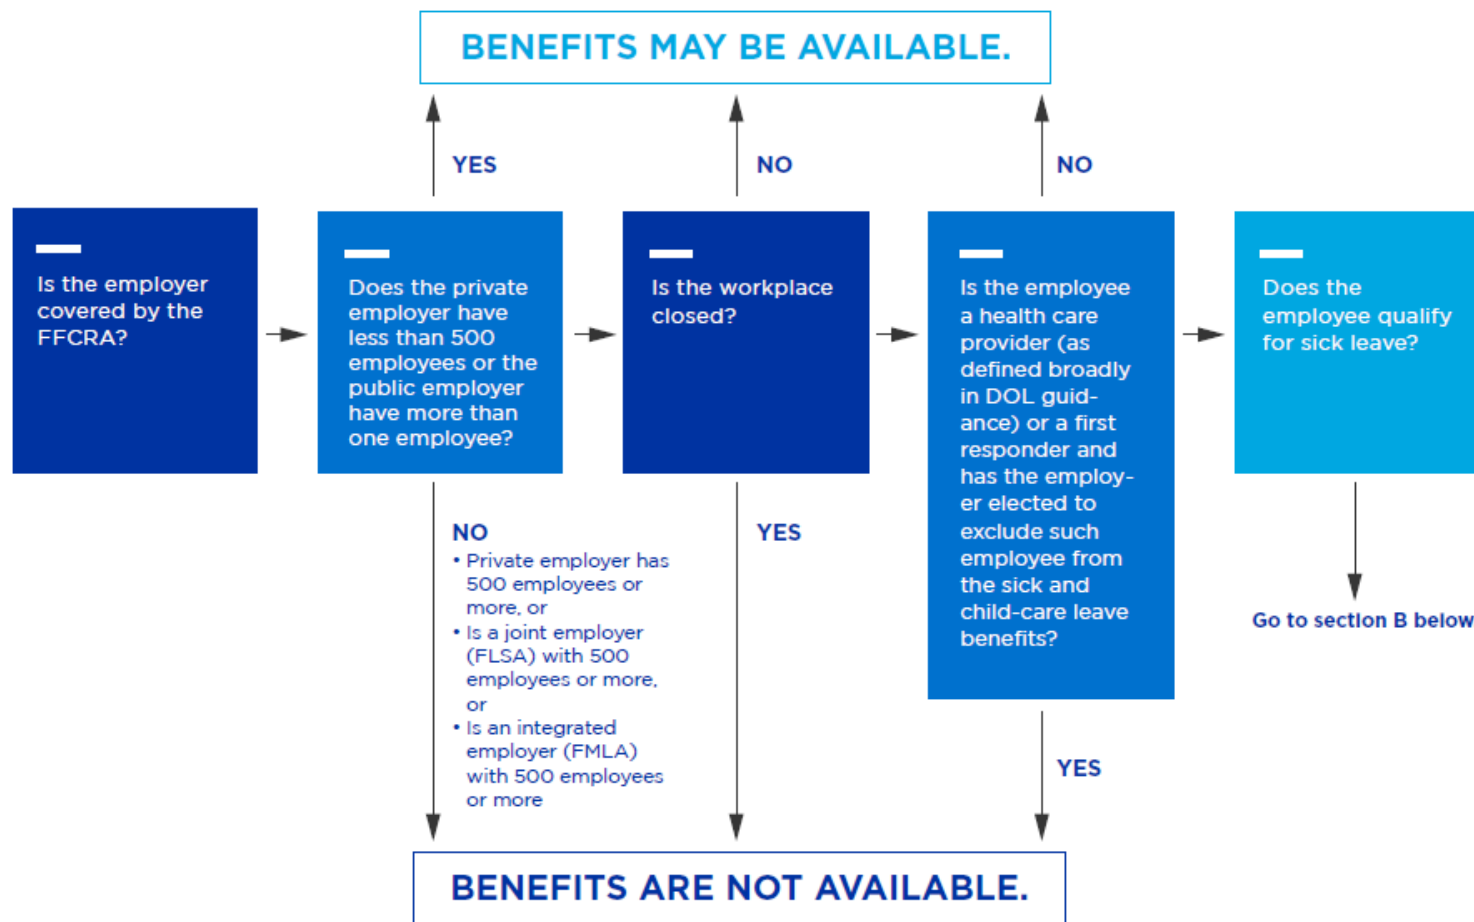 BENEFITS MAY BE AVAILABLE.
YES
NO
NO
Is the employer
covered by the
FFCRA?
Does the private
employer have
less than 500
employees or the
public employer
have more than
one employee?
Is the workplace
closed?
Is the employee
a health care
provider (as
defined broadly
in DOL guid-
ance) or a first
responder and
has the employ-
er elected to
exclude such
employee from
the sick and
child-care leave
benefits?
Does the
employee qualify
for sick leave?
NO
• Private employer has
500 employees or
more, or
• Is a joint employer
(FLSA) with 500
employees or more,
or
• Is an integrated
employer (FMLA)
with 500 employees
or more
YES
YES
Go to section B below
BENEFITS ARE NOT AVAILABLE.